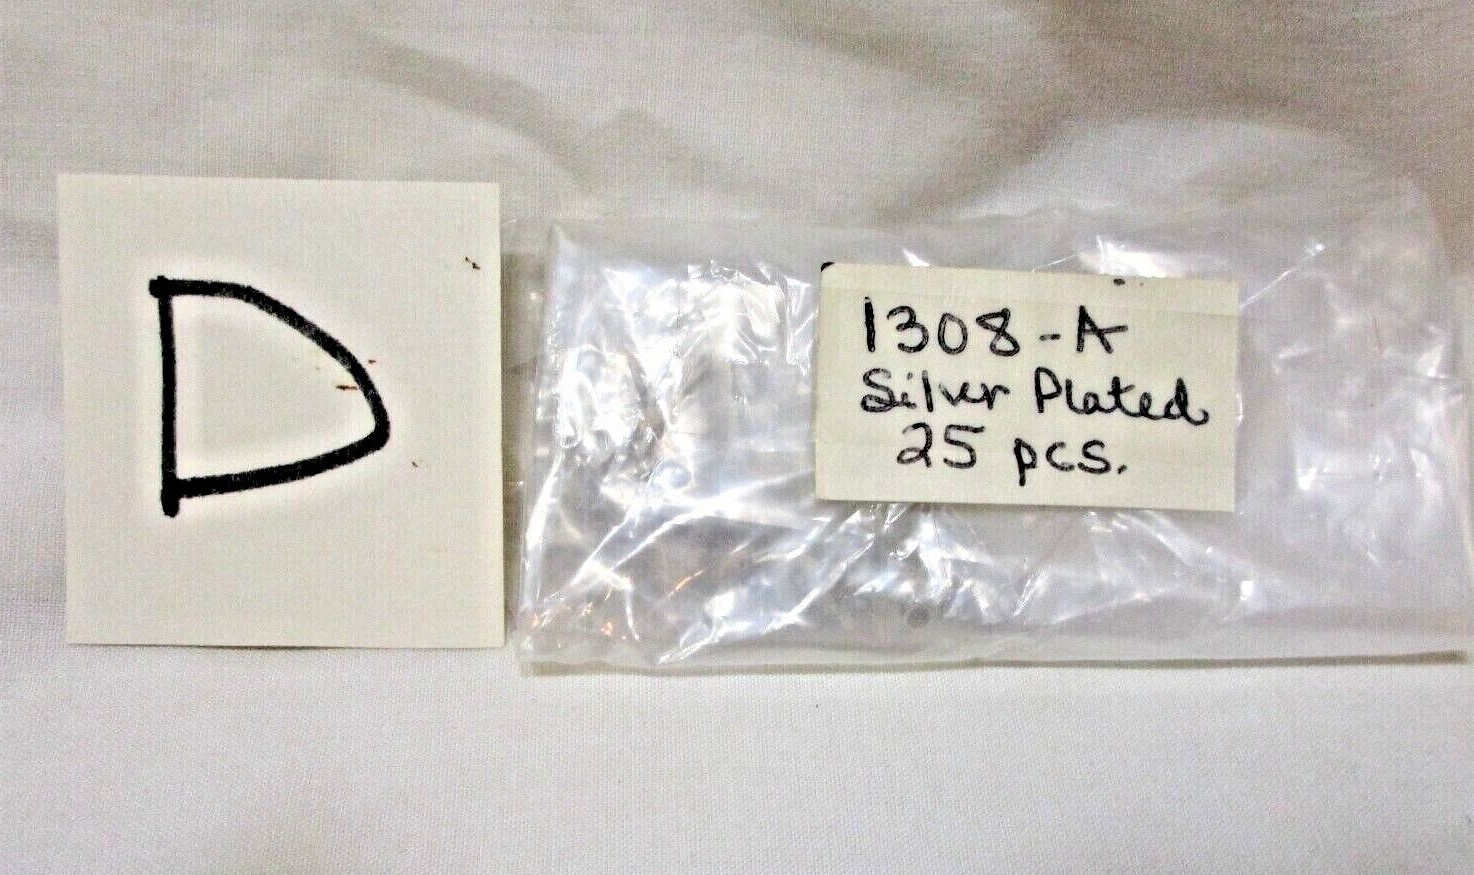 D
1308-A
Silver Plated
25 pcs.